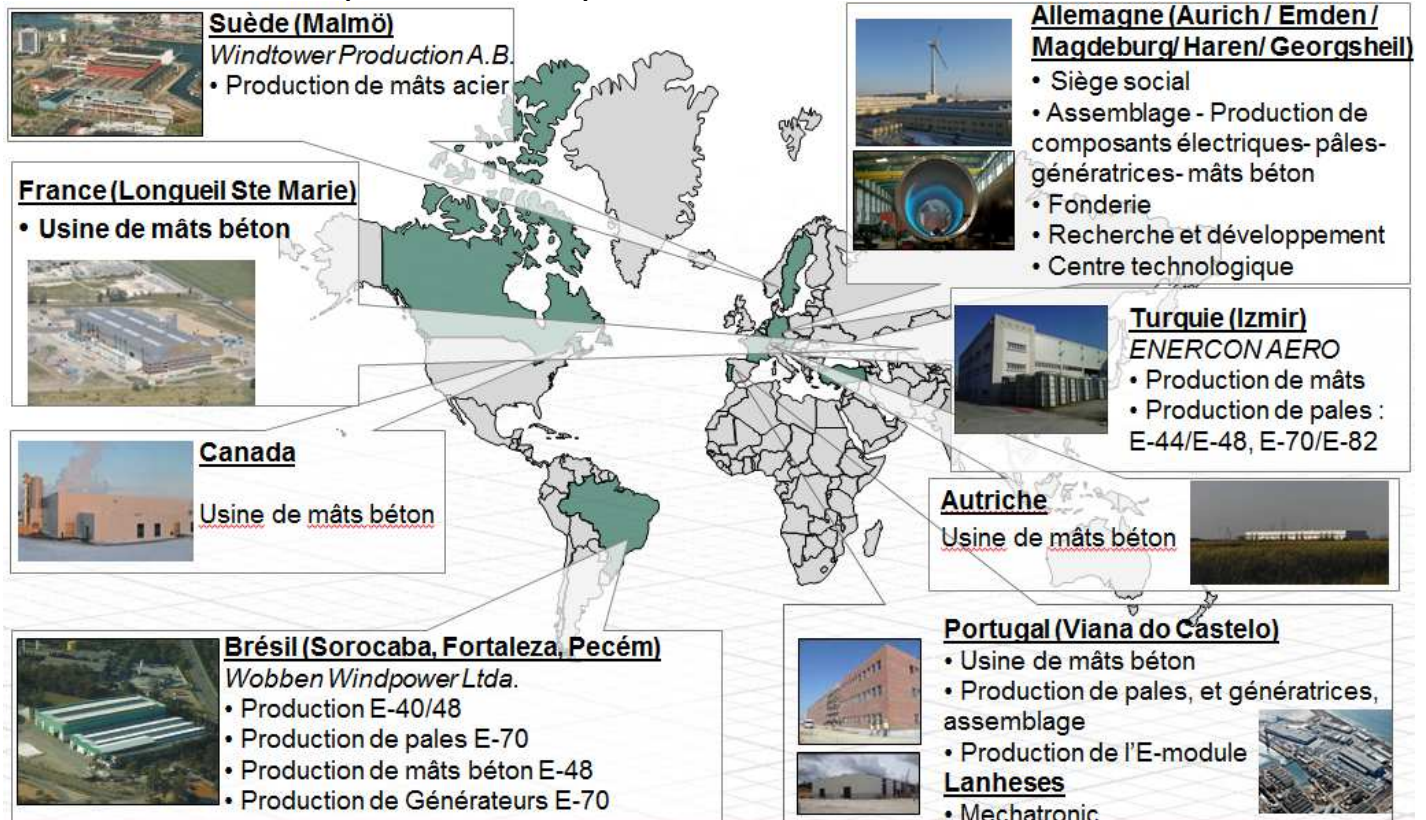 Suède (Malmö)
Windtower Production A.B.
• Production de mâts acier
France (Longueil Ste Marie)
• Usine de mâts béton
Canada
Usine de mâts béton
Brésil (Sorocaba, Fortaleza, Pecém)
Wobben Windpower Ltda.
• Production E-40/48
• Production de pales E-70
• Production de mâts béton E-48
• Production de Générateurs E-70
Allemagne (Aurich / Emden /
Magdeburg/ Haren/ Georgsheil)
• Siège social
• Assemblage - Production de
composants électriques- pâles-
génératrices- mâts béton
• Fonderie
• Recherche et développement
• Centre technologique
Turquie (Izmir)
ENERCON AERO
• Production de mâts
• Production de pales :
E-44/E-48, E-70/E-82
Autriche
Usine de mâts béton
Portugal (Viana do Castelo)
• Usine de mâts béton
• Production de pales, et génératrices,
assemblage
• Production de l'E-module
Lanheses
• Mechatronic